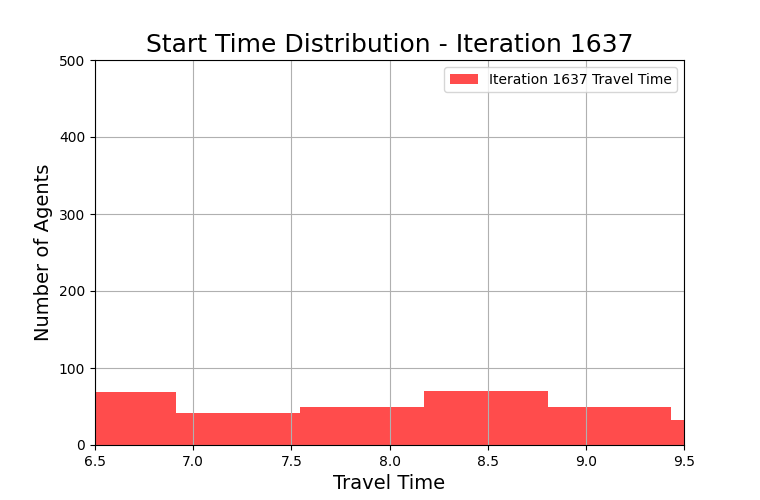 Start Time Distribution - Iteration 1637
Iteration 1637 Travel Time
Number of Agents
500
400
300
200
100
0
6.5 7.0 7.5 8.0 8.5 9.0 9.5
Travel Time